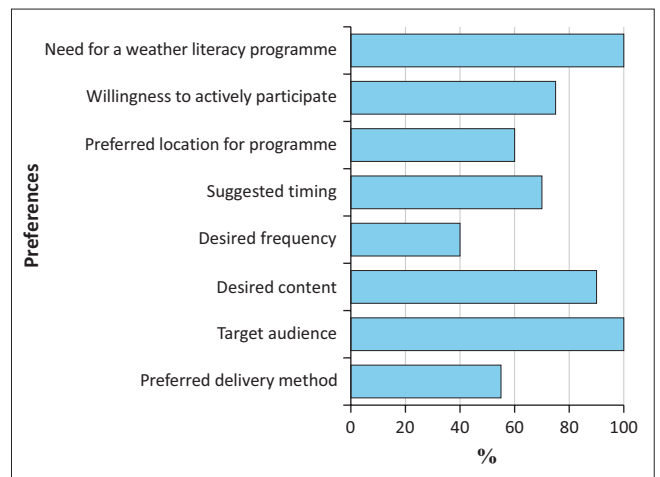 Preferences
Need for a weather literacy programme
Willingness to actively participate
Preferred location for programme
Suggested timing
Desired frequency
Desired content
Target audience
Preferred delivery method
0 20 40 60 80 100
%